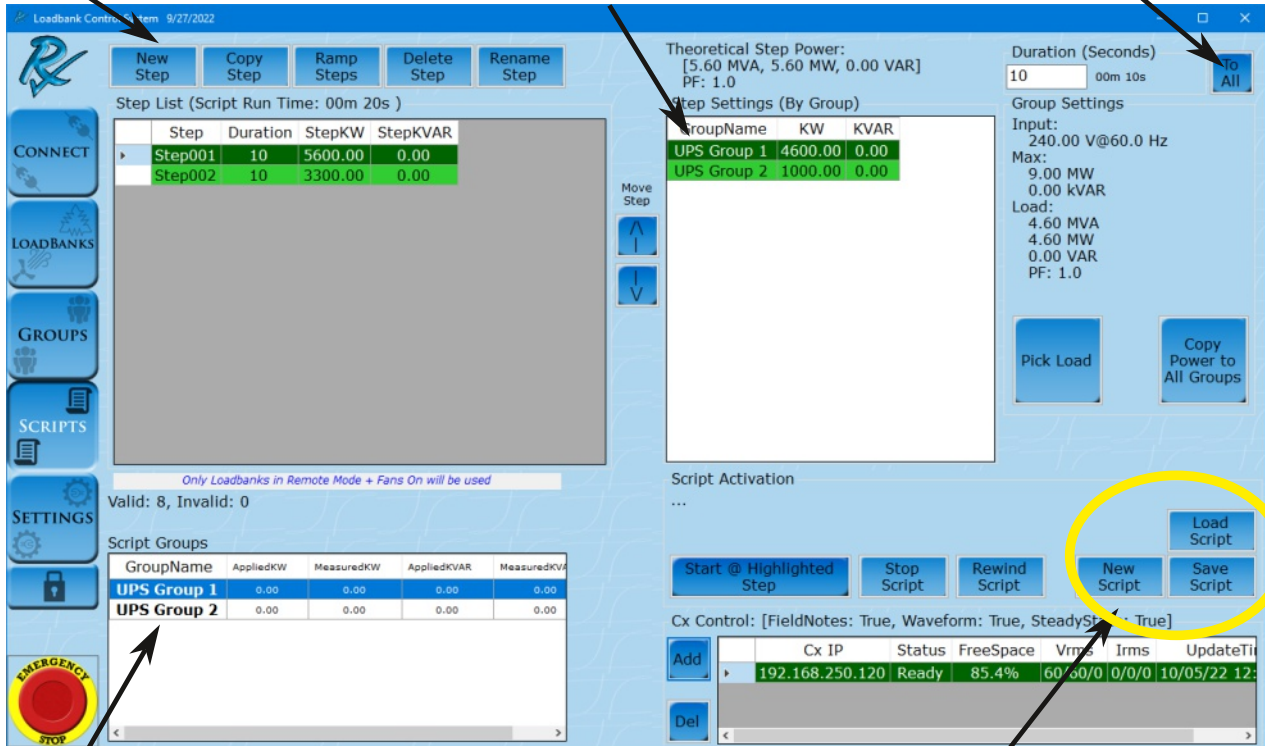 Loadbank Control System 9/27/2022
New Step
Copy Step
Ramp Steps
Delete Step
Rename Step
Step List (Script Run Time: 00m 20s )
Step Duration StepKW StepKVAR
Step001 10 5600.00 0.00
Step002 10 3300.00 0.00
Only Loadbanks in Remote Mode + Fans On will be used
Valid: 8, Invalid: 0
Script Groups
GroupName AppliedKW MeasuredKW AppliedKVAR MeasuredKVA
UPS Group 1 0.00 0.00 0.00 0.00
UPS Group 2 0.00 0.00 0.00 0.00
CONNECT
LOADBANKS
GROUPS
SCRIPTS
SETTINGS
EMERGENCY
STOP
Move
Step
Theoretical Step Power:
[5.60 MVA, 5.60 MW, 0.00 VAR]
PF: 1.0
Step Settings (By Group)
GroupName KW KVAR
UPS Group 1 4600.00 0.00
UPS Group 2 1000.00 0.00
Duration (Seconds)
10 00m 10s
To
All
Group Settings
Input:
240.00 V@60.0 Hz
Max:
9.00 MW
0.00 kVAR
Load:
4.60 MVA
4.60 MW
0.00 VAR
PF: 1.0
Pick Load
Copy
Power to
All Groups
Script Activation
...
Load
Script
Start @ Highlighted
Step
Stop
Script
Rewind
Script
New
Script
Save
Script
Cx Control: [FieldNotes: True, Waveform: True, SteadyState: True]
Add
Del
Cx IP Status FreeSpace Vrms Irms UpdateTi
192.168.250.120 Ready 85.4% 60/60/0 0/0/0 10/05/22 12: